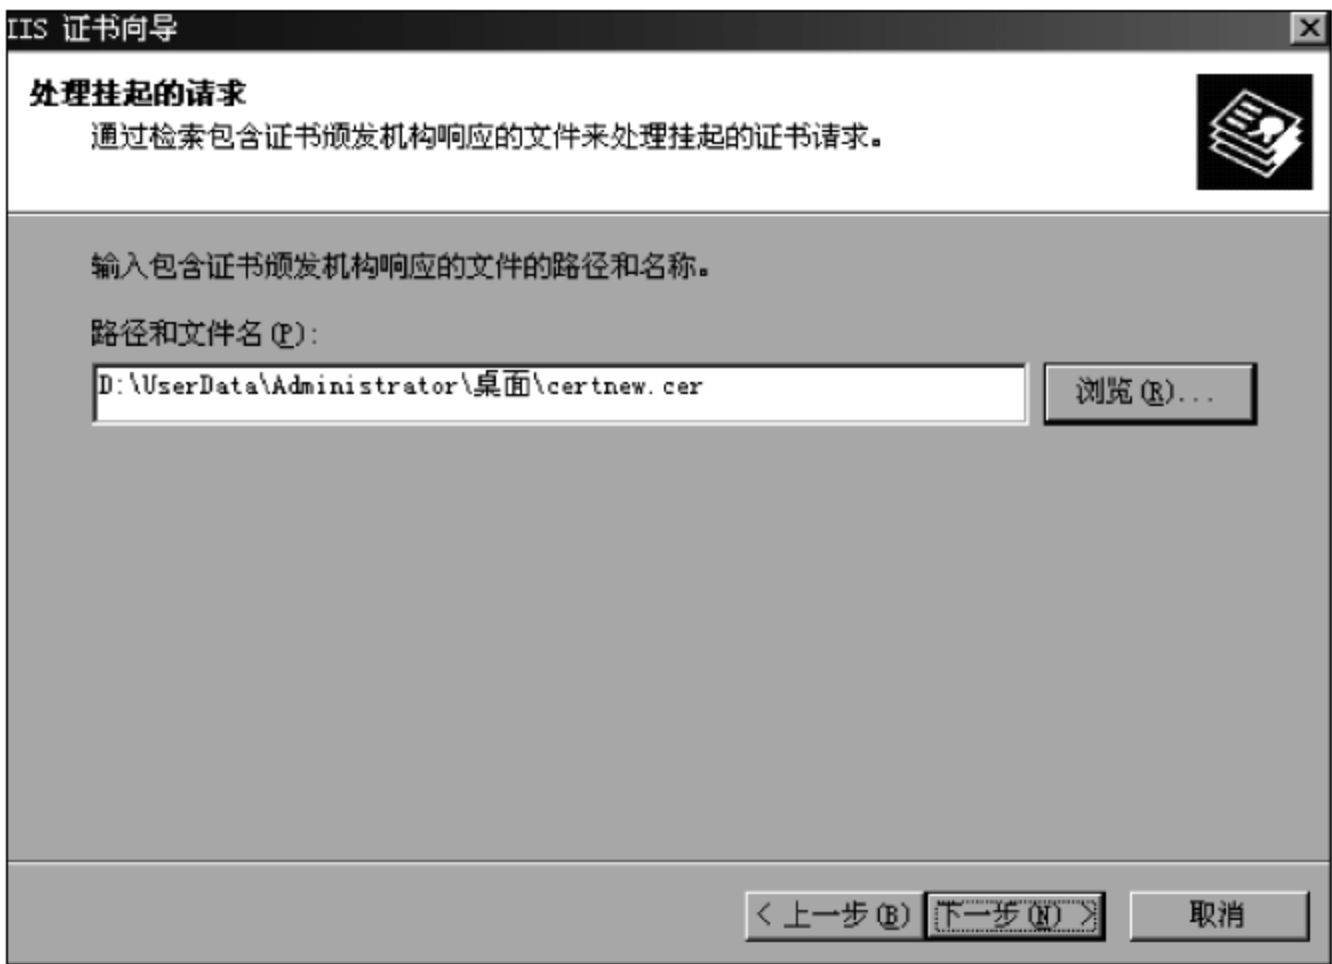 IIS 证书向导
处理挂起的请求
通过检索包含证书颁发机构响应的文件来处理挂起的证书请求。
输入包含证书颁发机构响应的文件的路径和名称。
路径和文件名(P):
D:\UserData\Administrator\桌面\certnew.cer
浏览(R)...
< 上一步(B) 下一步(N) > 取消